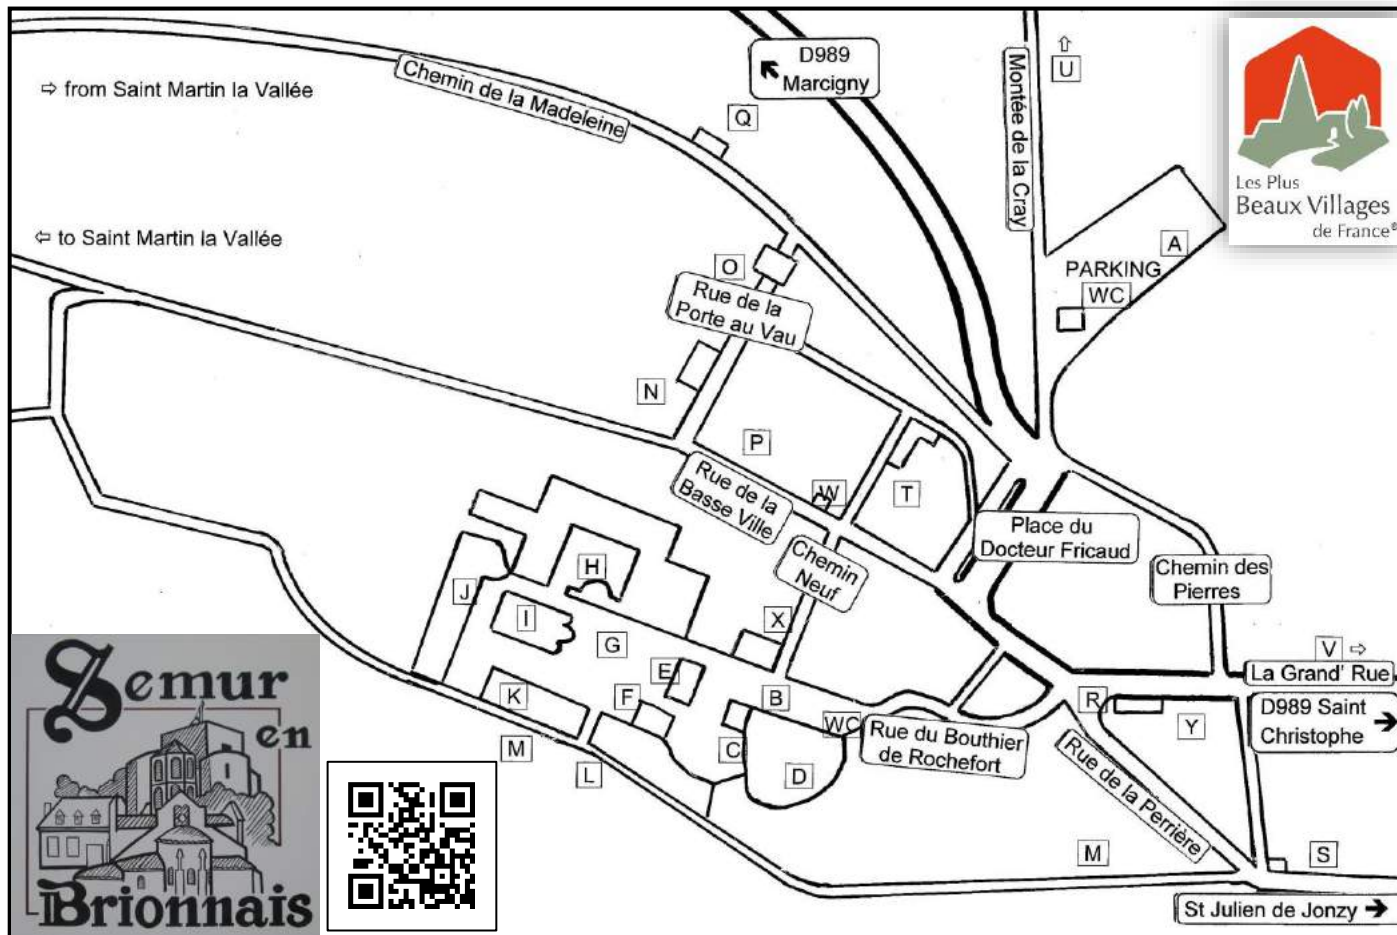 D989
Marcigny
U
⇨ from Saint Martin la Vallée
Chemin de la Madeleine
Q
Montée de la Cray
Les Plus
Beaux Villages
de France®
⇦ to Saint Martin la Vallée
A
PARKING
WC
O
Rue de la
Porte au Vau
N
P
Rue de la
Basse Ville
W
T
Place du
Docteur Fricaud
Chemin
Neuf
Chemin des
Pierres
H
J
I
G
X
E
F
K
B
WC
C
D
M
L
Rue du Bouthier
de Rochefort
V ⇨
La Grand' Rue
R
Y
D989 Saint
Christophe
Rue de la Perrière
M
S
St Julien de Jonzy
Semur
en
Brionnais